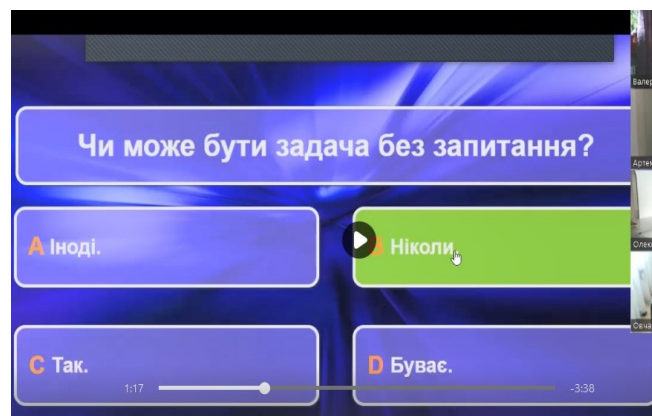 Чи може бути задача без запитання?
A Іноді.
Ніколи.
C Так.
D Буває.
1:17
-3:38